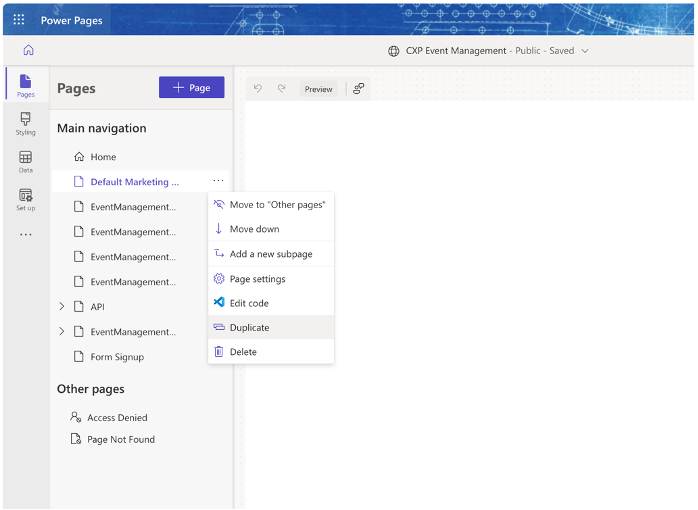 Power Pages
CXP Event Management - Public - Saved
Pages
+ Page
Preview
Pages
Styling
Data
Set up
Main navigation
Home
Default Marketing ...
EventManagement...
EventManagement...
EventManagement...
EventManagement...
API
EventManagement...
Form Signup
Move to "Other pages"
Move down
Add a new subpage
Page settings
Edit code
Duplicate
Delete
Other pages
Access Denied
Page Not Found